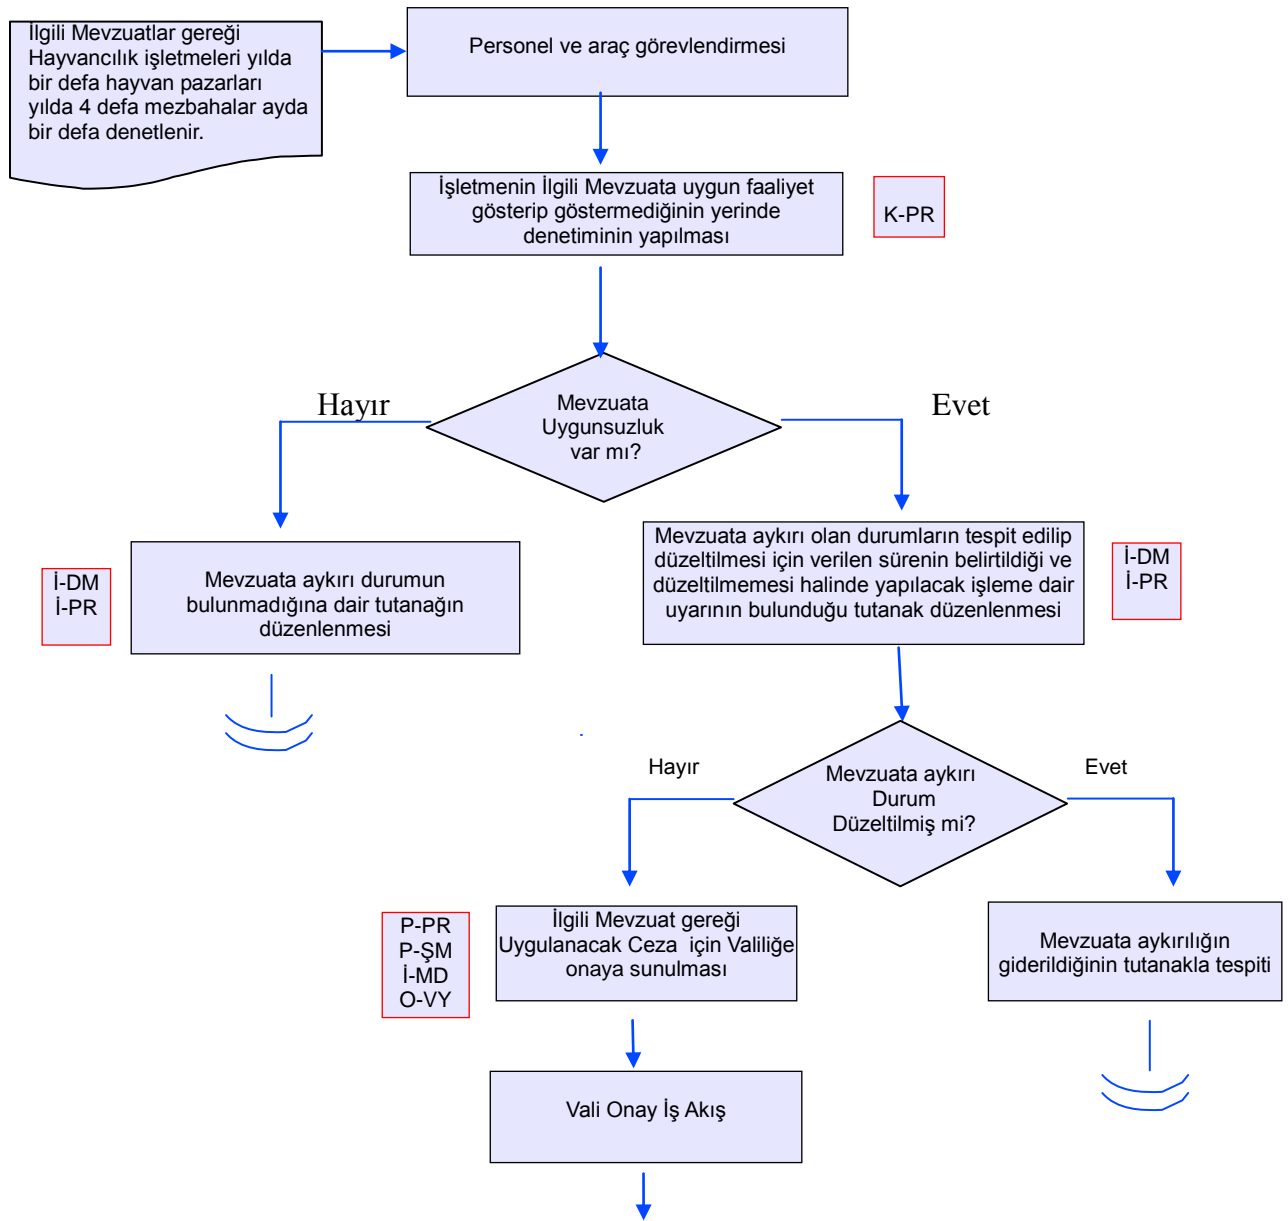 İlgili Mevzuatlar gereği
Hayvancılık işletmeleri yılda
bir defa hayvan pazarları
yılda 4 defa mezbahalar ayda
bir defa denetlenir.
Personel ve araç görevlendirmesi
İşletmenin İlgili Mevzuata uygun faaliyet
gösterip göstermediğinin yerinde
denetiminin yapılması
K-PR
Hayır
Mevzuata
Uygunsuzluk
var mı?
Evet
İ-DM
İ-PR
Mevzuata aykırı durumun
bulunmadığına dair tutanağın
düzenlenmesi
Mevzuata aykırı olan durumların tespit edilip
düzeltilmesi için verilen sürenin belirtildiği ve
düzeltilmemesi halinde yapılacak işleme dair
uyarının bulunduğu tutanak düzenlenmesi
İ-DM
İ-PR
Hayır
Mevzuata aykırı
Durum
Düzeltilmiş mi?
Evet
P-PR
P-ŞM
İ-MD
O-VY
İlgili Mevzuat gereği
Uygulanacak Ceza  için Valiliğe
onaya sunulması
Mevzuata aykırılığın
giderildiğinin tutanakla tespiti
Vali Onay İş Akış